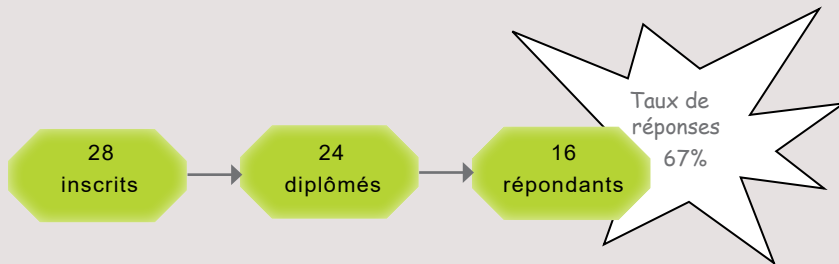 28
inscrits
24
diplômés
16
répondants
Taux de
réponses
67%